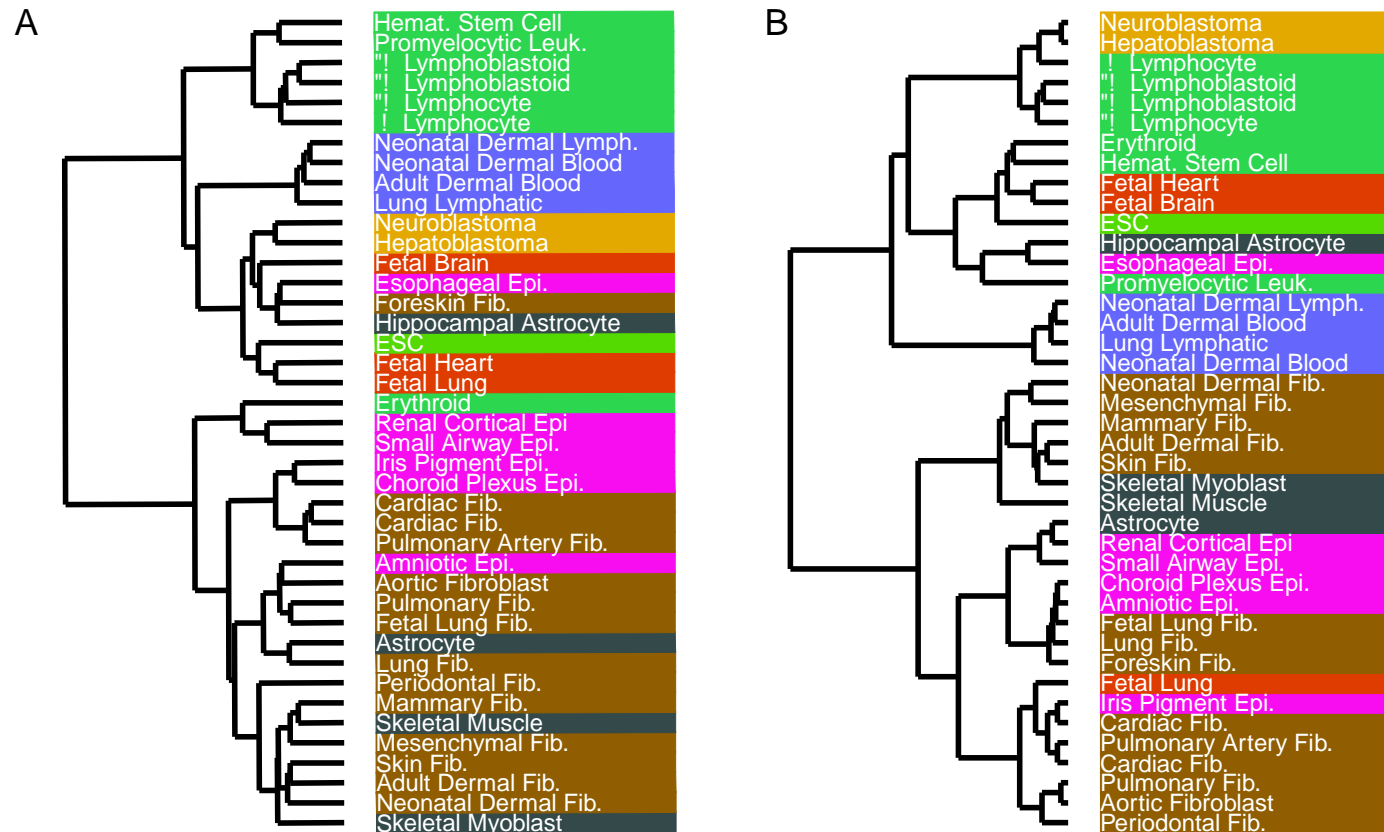 A
Hemat. Stem Cell
Promyelocytic Leuk.
"! Lymphoblastoid
"! Lymphoblastoid
"! Lymphocyte
! Lymphocyte
Neonatal Dermal Lymph.
Neonatal Dermal Blood
Adult Dermal Blood
Lung Lymphatic
Neuroblastoma
Hepatoblastoma
Fetal Brain
Esophageal Epi.
Foreskin Fib.
Hippocampal Astrocyte
ESC
Fetal Heart
Fetal Lung
Erythroid
Renal Cortical Epi
Small Airway Epi.
Iris Pigment Epi.
Choroid Plexus Epi.
Cardiac Fib.
Cardiac Fib.
Pulmonary Artery Fib.
Amniotic Epi.
Aortic Fibroblast
Pulmonary Fib.
Fetal Lung Fib.
Astrocyte
Lung Fib.
Periodontal Fib.
Mammary Fib.
Skeletal Muscle
Mesenchymal Fib.
Skin Fib.
Adult Dermal Fib.
Neonatal Dermal Fib.
Skeletal Myoblast
B
Neuroblastoma
Hepatoblastoma
! Lymphocyte
"! Lymphoblastoid
"! Lymphoblastoid
"! Lymphocyte
Erythroid
Hemat. Stem Cell
Fetal Heart
Fetal Brain
ESC
Hippocampal Astrocyte
Esophageal Epi.
Promyelocytic Leuk.
Neonatal Dermal Lymph.
Adult Dermal Blood
Lung Lymphatic
Neonatal Dermal Blood
Neonatal Dermal Fib.
Mesenchymal Fib.
Mammary Fib.
Adult Dermal Fib.
Skin Fib.
Skeletal Myoblast
Skeletal Muscle
Astrocyte
Renal Cortical Epi
Small Airway Epi.
Choroid Plexus Epi.
Amniotic Epi.
Fetal Lung Fib.
Lung Fib.
Foreskin Fib.
Fetal Lung
Iris Pigment Epi.
Cardiac Fib.
Pulmonary Artery Fib.
Cardiac Fib.
Pulmonary Fib.
Aortic Fibroblast
Periodontal Fib.